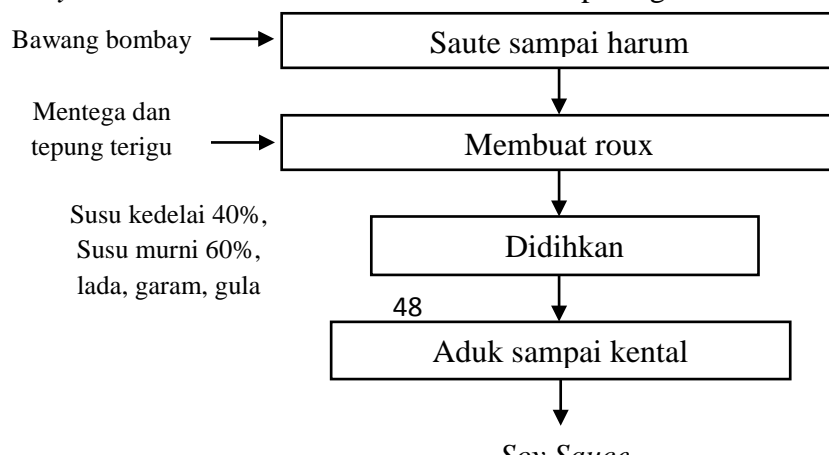 Bawang bombay
Saute sampai harum
Mentega dan
tepung terigu
Membuat roux
Susu kedelai 40%,
Susu murni 60%,
lada, garam, gula
Didihkan
48
Aduk sampai kental